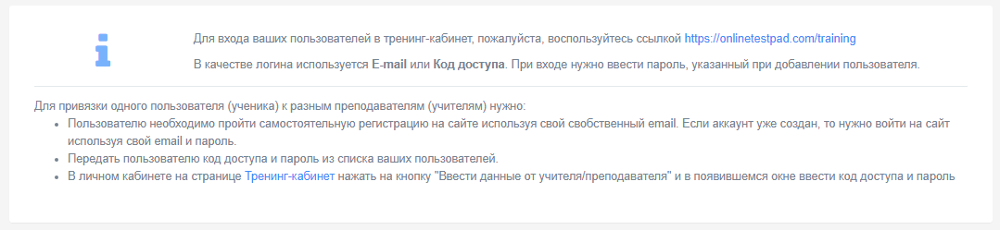 Для входа ваших пользователей в тренинг-кабинет, пожалуйста, воспользуйтесь ссылкой https://onlinetestpad.com/training
В качестве логина используется E-mail или Код доступа. При входе нужно ввести пароль, указанный при добавлении пользователя.
Для привязки одного пользователя (ученика) к разным преподавателям (учителям) нужно:
• Пользователю необходимо пройти самостоятельную регистрацию на сайте используя свой свобственный email. Если аккаунт уже создан, то нужно войти на сайт
используя свой email и пароль.
• Передать пользователю код доступа и пароль из списка ваших пользователей.
• В личном кабинете на странице Тренинг-кабинет нажать на кнопку "Ввести данные от учителя/преподавателя" и в появившемся окне ввести код доступа и пароль